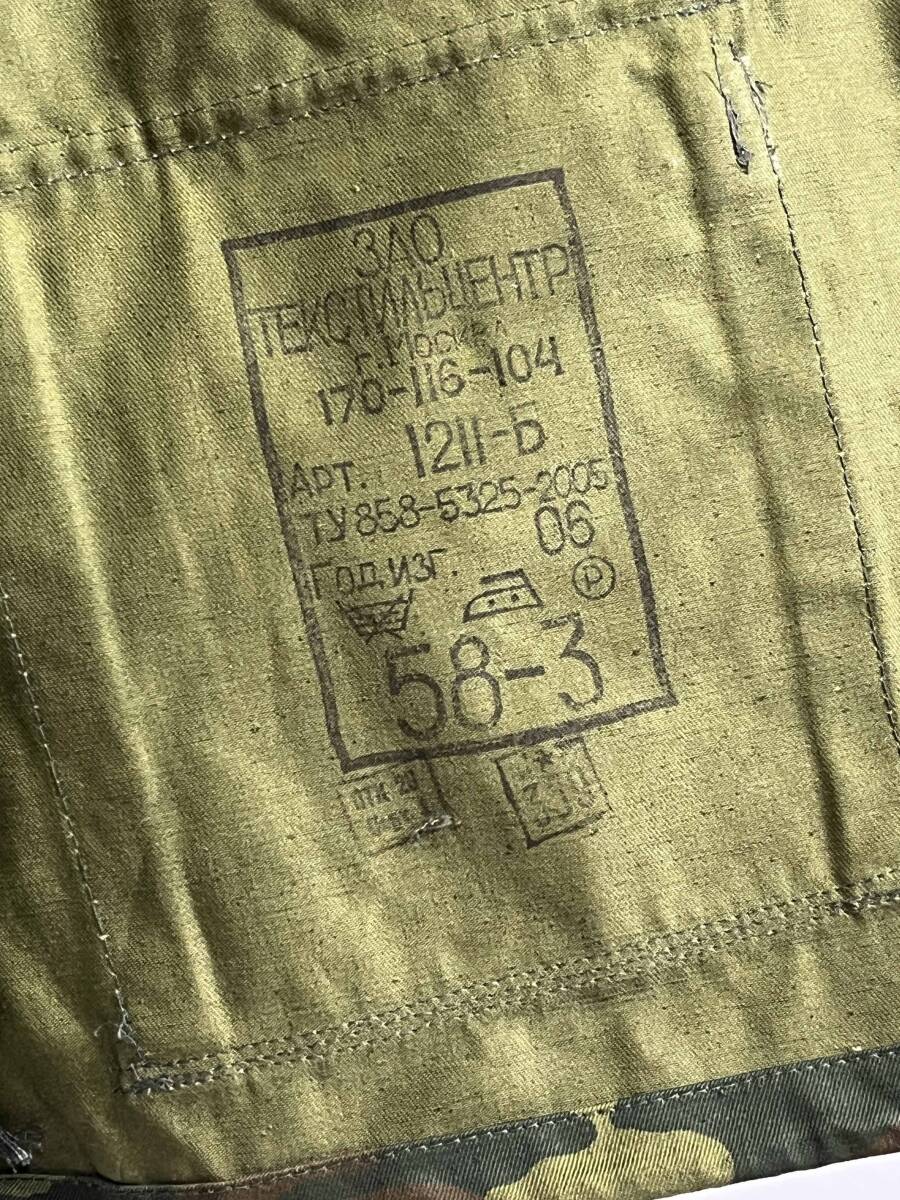 ЗАО
ТЕКСТИЛЬЦЕНТР
г. Москва
170-116-104
Арт. 1211-Б
ТУ 858-5325-2005
Год изг. 06
P
58-3